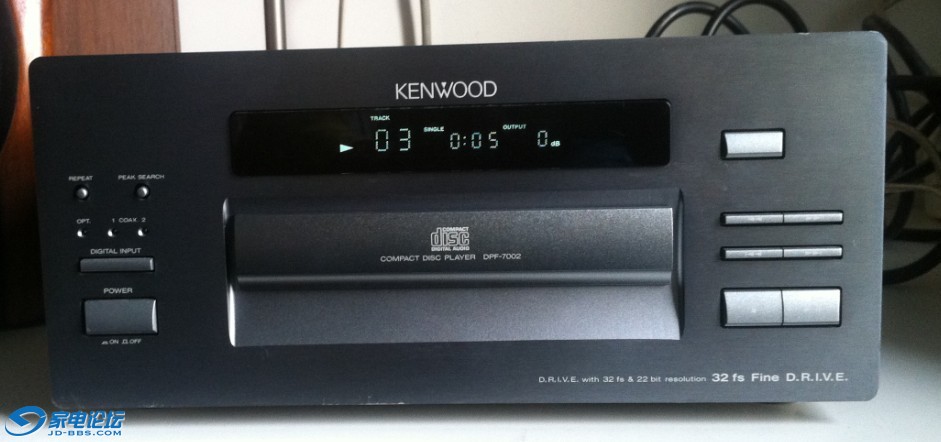 KENWOOD
TRACK
03 SINGLE 0:05 OUTPUT 0 dB
REPEAT PEAK SEARCH
OPT. 1 COAX. 2
DIGITAL INPUT
POWER
ON OFF
COMPACT
disc
DIGITAL AUDIO
COMPACT DISC PLAYER DPF-7002
D.R.I.V.E. with 32 fs & 22 bit resolution 32 fs Fine D.R.I.V.E.
家电论坛
JD-BBS.COM